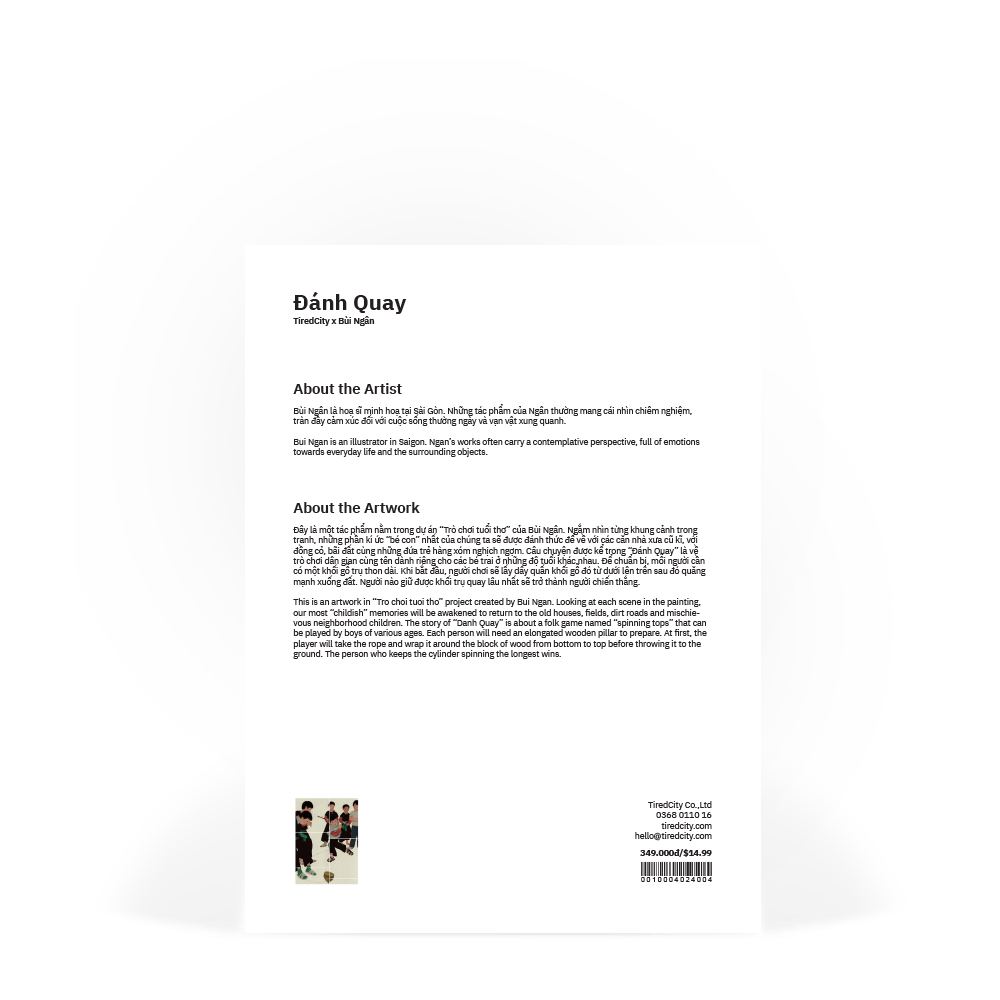 Đánh Quay
TiredCity x Bùi Ngân
About the Artist
Bùi Ngân là hoạ sĩ minh hoạ tại Sài Gòn. Những tác phẩm của Ngân thường mang cái nhìn chiêm nghiệm,
tràn đầy cảm xúc đối với cuộc sống thường ngày và vạn vật xung quanh.
Bui Ngan is an illustrator in Saigon. Ngan’s works often carry a contemplative perspective, full of emotions
towards everyday life and the surrounding objects.
About the Artwork
Đây là một tác phẩm nằm trong dự án “Trò chơi tuổi thơ” của Bùi Ngân. Ngắm nhìn từng khung cảnh trong
tranh, những phần kí ức “bé con” nhất của chúng ta sẽ được đánh thức để về với các căn nhà xưa cũ kĩ, với
đồng cỏ, bãi đất cùng những đứa trẻ hàng xóm nghịch ngợm. Câu chuyện được kể trong “Đánh Quay” là về
trò chơi dân gian cùng tên dành riêng cho các bé trai ở những độ tuổi khác nhau. Để chuẩn bị, mỗi người cần
có một khối gỗ trụ thon dài. Khi bắt đầu, người chơi sẽ lấy dây quấn khối gỗ đó từ dưới lên trên sau đó quăng
mạnh xuống đất. Người nào giữ được khối trụ quay lâu nhất sẽ trở thành người chiến thắng.
This is an artwork in “Tro choi tuoi tho” project created by Bui Ngan. Looking at each scene in the painting,
our most “childish” memories will be awakened to return to the old houses, fields, dirt roads and mischie-
vous neighborhood children. The story of “Danh Quay” is about a folk game named “spinning tops” that can
be played by boys of various ages. Each person will need an elongated wooden pillar to prepare. At first, the
player will take the rope and wrap it around the block of wood from bottom to top before throwing it to the
ground. The person who keeps the cylinder spinning the longest wins.
TiredCity Co.,Ltd
0368 0110 16
tiredcity.com
hello@tiredcity.com
349.000đ/$14.99
0010004024004